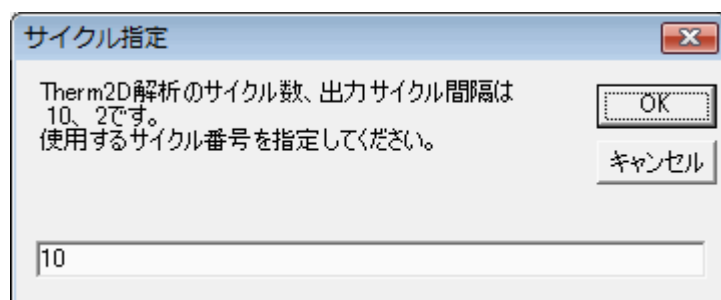 サイクル指定
Therm2D解析のサイクル数、出力サイクル間隔は
10、2です。
使用するサイクル番号を指定してください。
OK
キャンセル
10